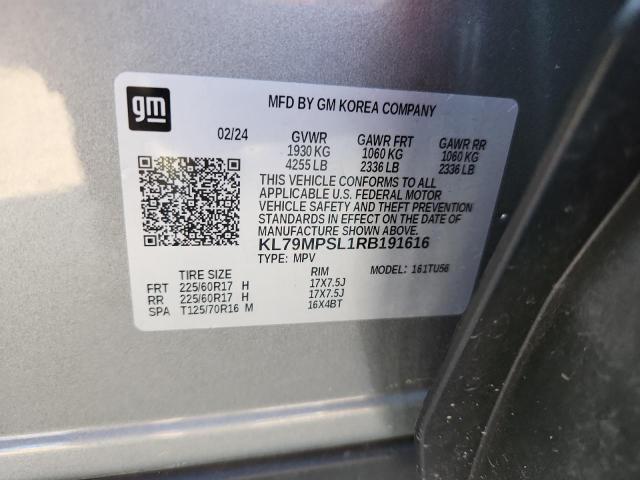 gm
MFD BY GM KOREA COMPANY
02/24 GVWR GAWR FRT GAWR RR
1930 KG 1060 KG 1060 KG
4255 LB 2336 LB 2336 LB
THIS VEHICLE CONFORMS TO ALL
APPLICABLE U.S. FEDERAL MOTOR
VEHICLE SAFETY AND THEFT PREVENTION
STANDARDS IN EFFECT ON THE DATE OF
MANUFACTURE SHOWN ABOVE.
KL79MPSL1RB191616
TYPE: MPV MODEL: 161TU56
TIRE SIZE RIM
FRT 225/60R17 H 17X7.5J
RR 225/60R17 H 17X7.5J
SPA T125/70R16 M 16X4BT